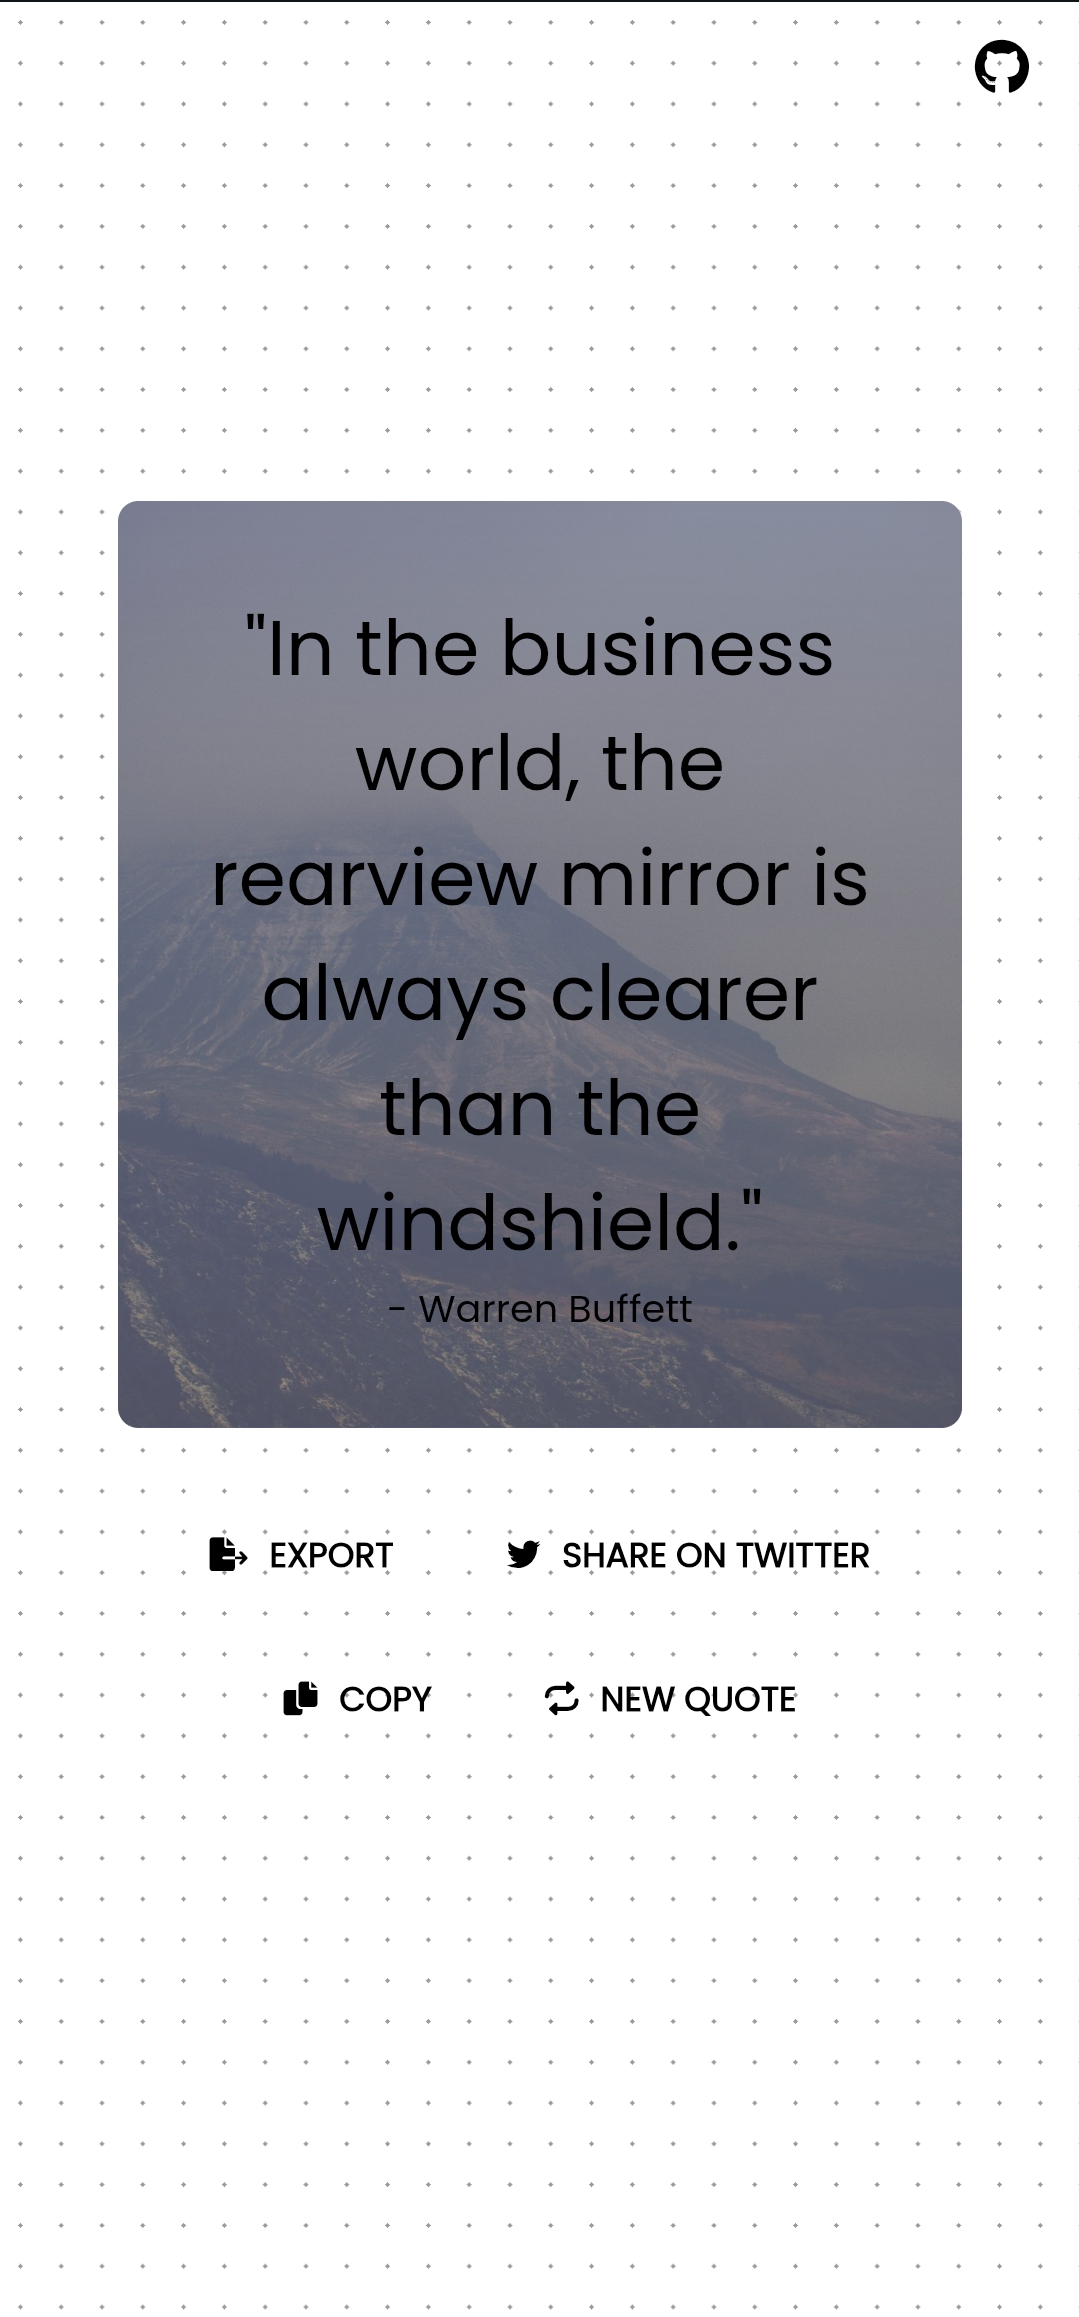 "In the business
world, the
rearview mirror is
always clearer
than the
windshield."
- Warren Buffett
EXPORT
SHARE ON TWITTER
COPY
NEW QUOTE